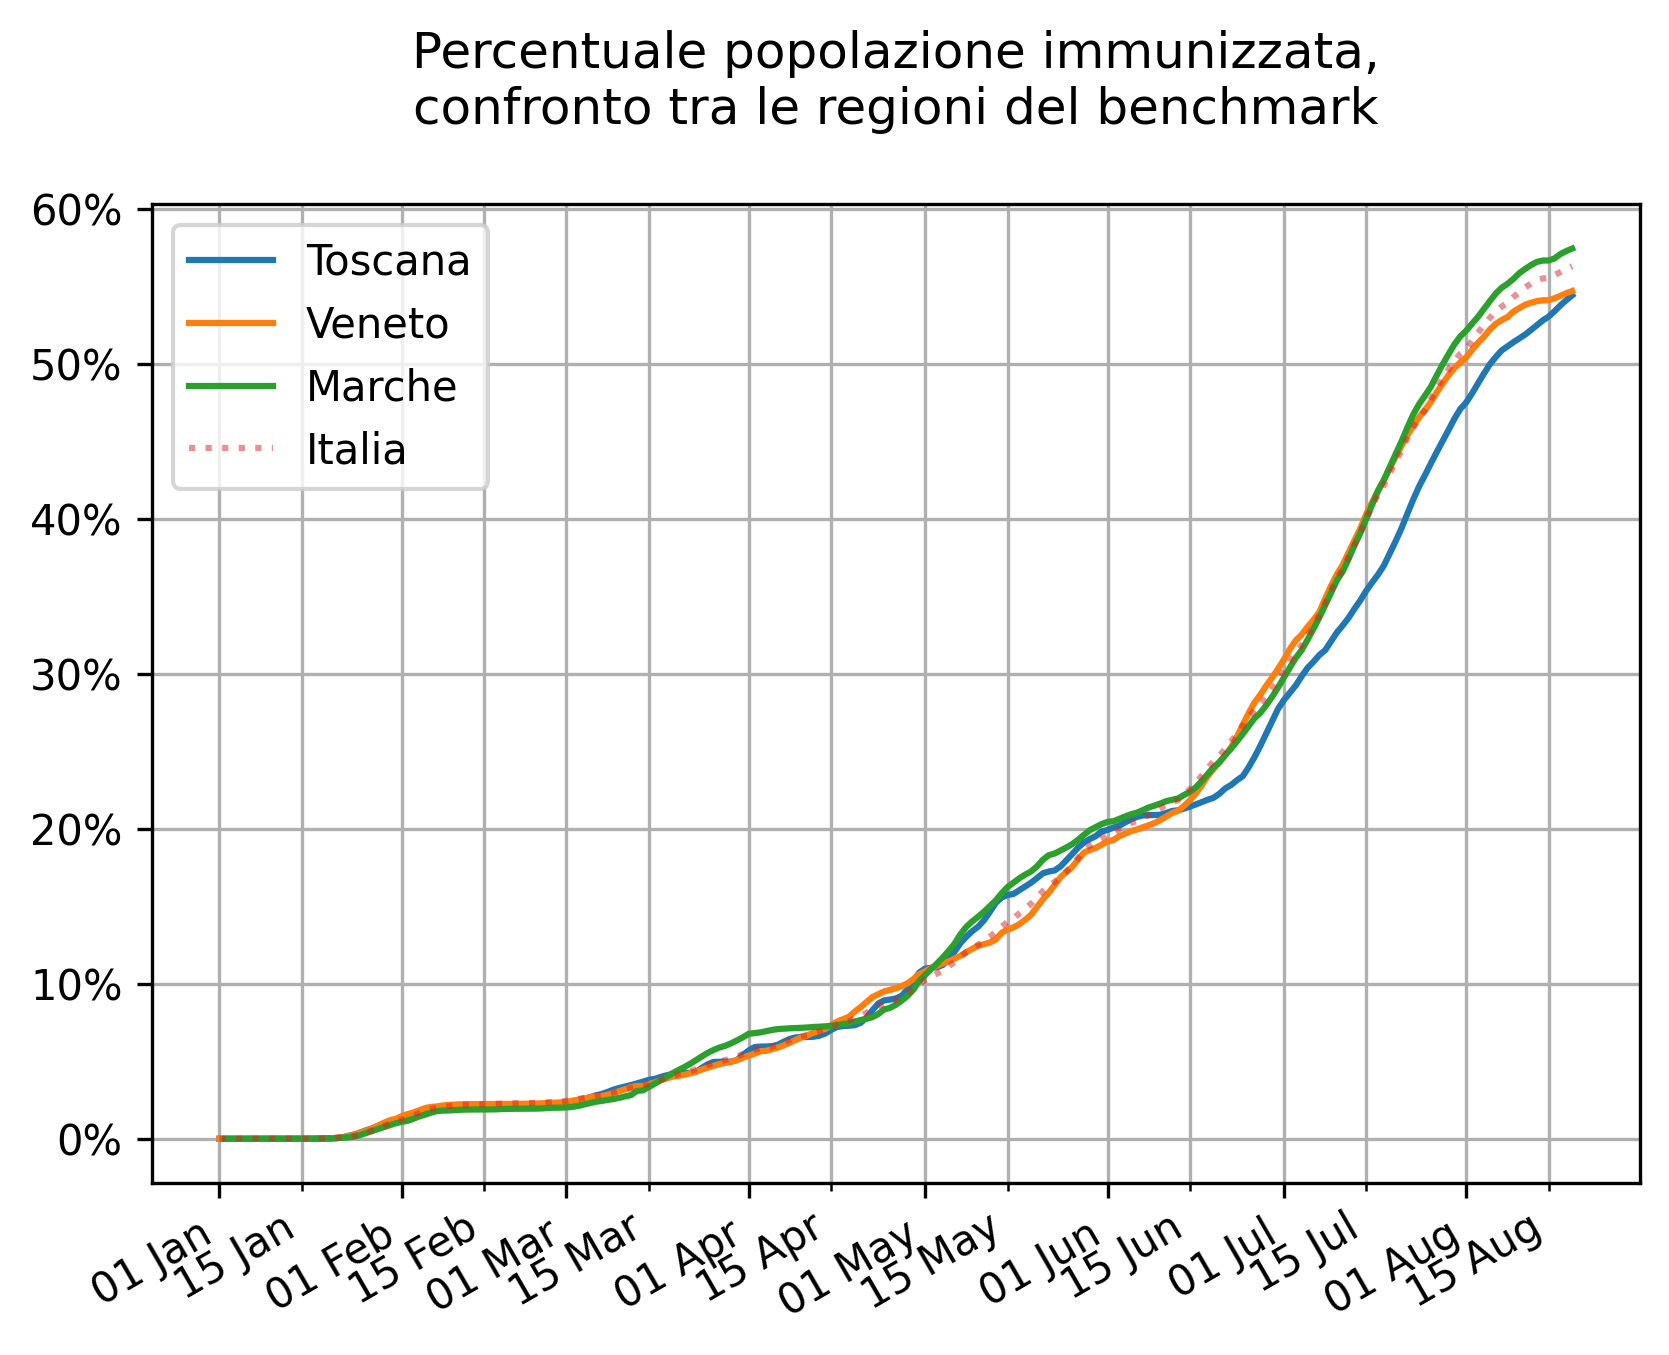 Percentuale popolazione immunizzata,
confronto tra le regioni del benchmark
60%
50%
40%
30%
20%
10%
0%
Toscana
Veneto
Marche
Italia
01 Jan
15 Jan
01 Feb
15 Feb
01 Mar
15 Mar
01 Apr
15 Apr
01 May
15 May
01 Jun
15 Jun
01 Jul
15 Jul
01 Aug
15 Aug